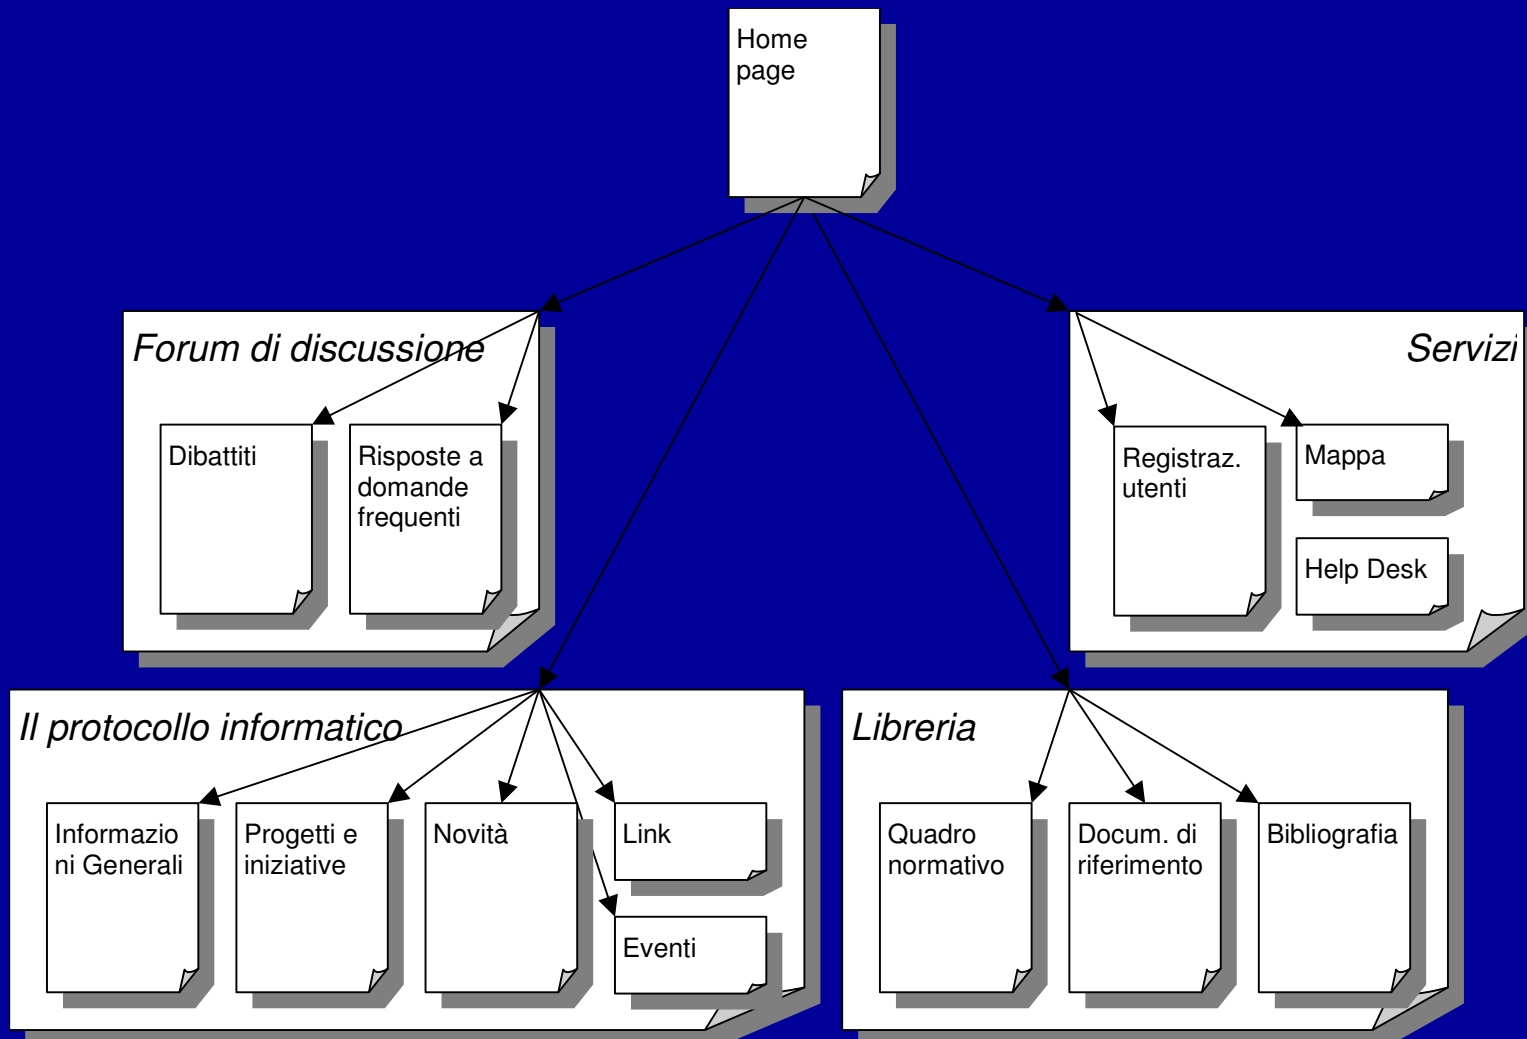 Home
page
Forum di discussione
Dibattiti
Risposte a
domande
frequenti
Servizi
Registraz.
utenti
Mappa
Help Desk
Il protocollo informatico
Informazio
ni Generali
Progetti e
iniziative
Novità
Link
Eventi
Libreria
Quadro
normativo
Docum. di
riferimento
Bibliografia